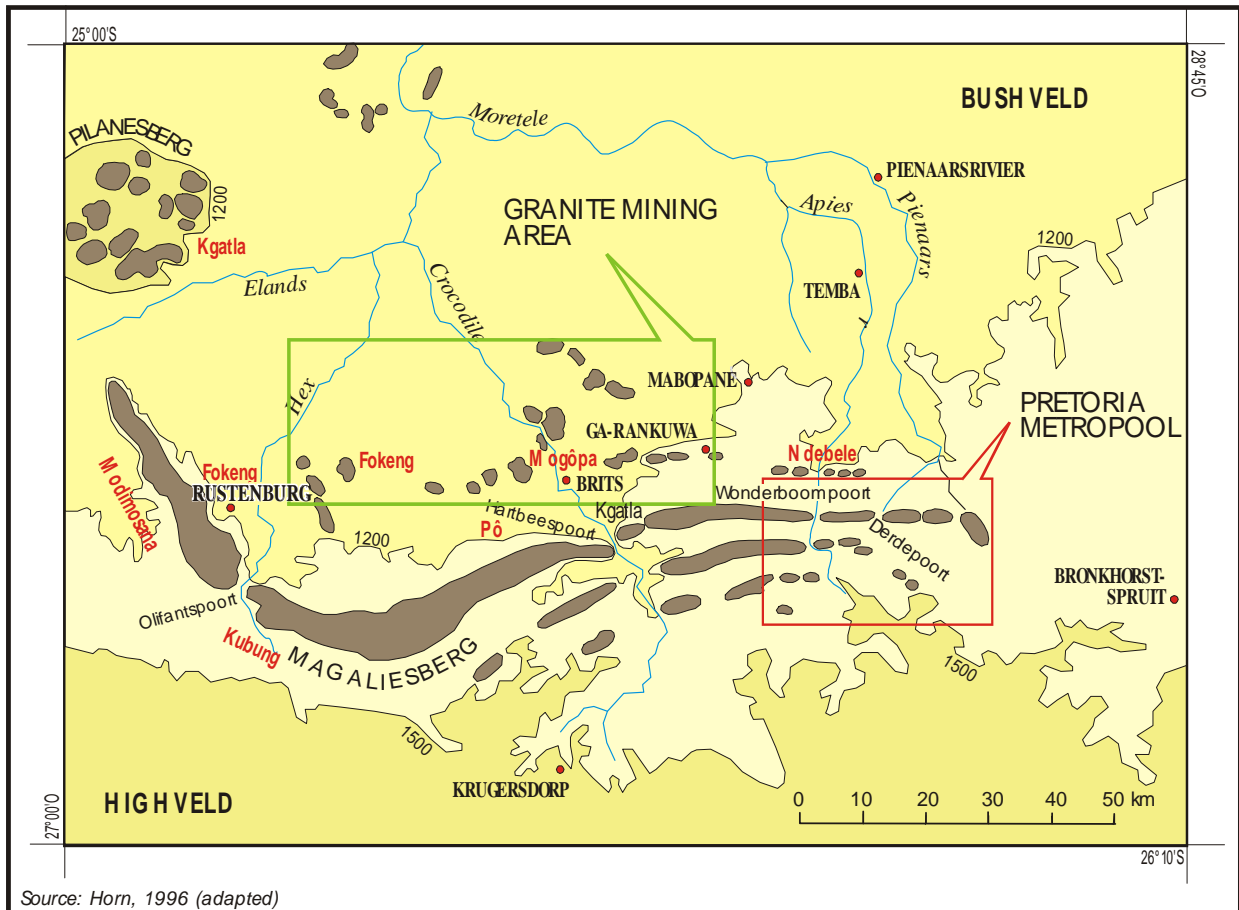 25°00'S
28°45'O
BUSHVELD
Moretele
PILANESBERG
PIENAARSRIVIER
1200
Apies
Pienaars
GRANITE MINING
AREA
1200
Kgatla
Elands
Crocodile
TEMBA
Hex
MABOPANE
PRETORIA
METROPOOL
GA-RANKUWA
Modimosana
Fokeng
RUSTENBURG
Fokeng
Mogôpa
BRITS
Ndebele
Wonderboompoort
Hartbeespoort
Kgatla
Pô
1200
Derdepoort
BRONKHORST-
SPRUIT
Olifantspoort
Kubung
MAGALIESBERG
1500
1500
KRUGERSDORP
HIGHVELD
0 10 20 30 40 50 km
27°00'O
26°10'S
Source: Horn, 1996 (adapted)